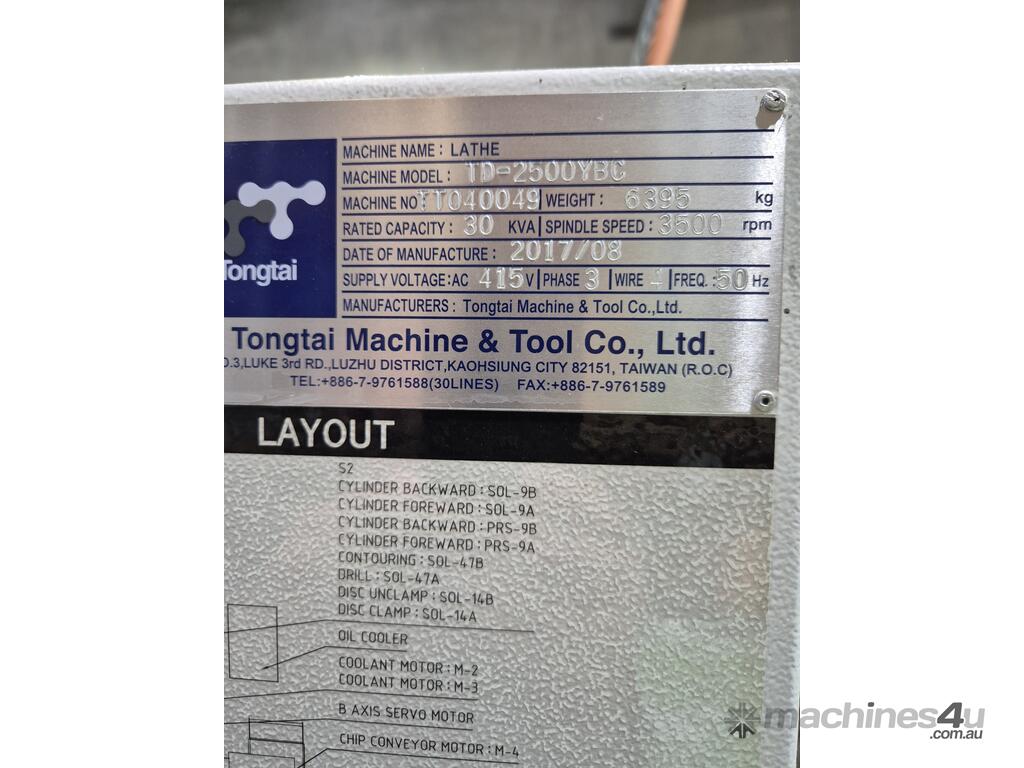 MACHINE NAME : LATHE
MACHINE MODEL : TD-2500YBC
MACHINE NO TT040049 WEIGHT : 6395 kg
RATED CAPACITY : 30 KVA SPINDLE SPEED : 3500 rpm
DATE OF MANUFACTURE : 2017/08
SUPPLY VOLTAGE : AC 415 V PHASE 3 WIRE FREQ. : 50 Hz
MANUFACTURERS : Tongtai Machine & Tool Co.,Ltd.
Tongtai
Tongtai Machine & Tool Co., Ltd.
O.3,LUKE 3rd RD.,LUZHU DISTRICT,KAOHSIUNG CITY 82151, TAIWAN (R.O.C)
TEL:+886-7-9761588(30LINES) FAX:+886-7-9761589
LAYOUT
S2
CYLINDER BACKWARD : SOL-9B
CYLINDER FOREWARD : SOL-9A
CYLINDER BACKWARD : PRS-9B
CYLINDER FOREWARD : PRS-9A
CONTOURING : SOL-47B
DRILL : SOL-47A
DISC UNCLAMP : SOL-14B
DISC CLAMP : SOL-14A
OIL COOLER
COOLANT MOTOR : M-2
COOLANT MOTOR : M-3
B AXIS SERVO MOTOR
CHIP CONVEYOR MOTOR : M-4
machines4u
.com.au